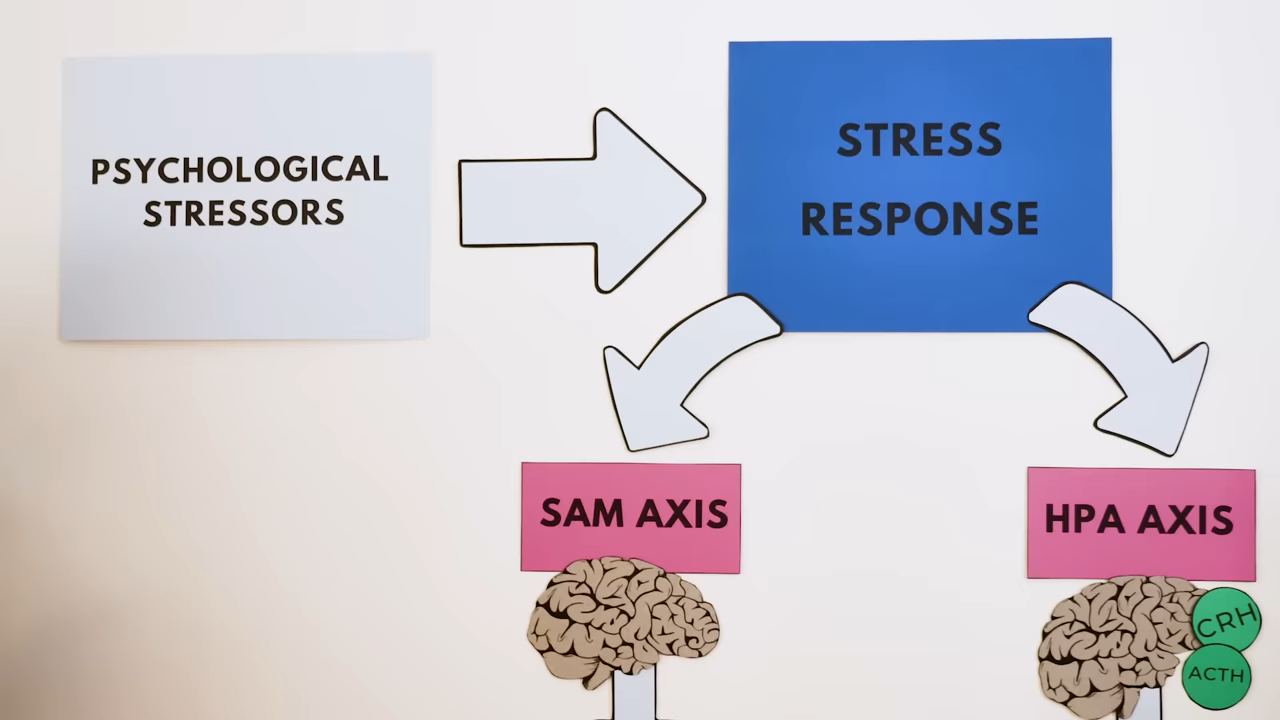 PSYCHOLOGICAL
STRESSORS
STRESS
RESPONSE
SAM AXIS
HPA AXIS
CRH
ACTH